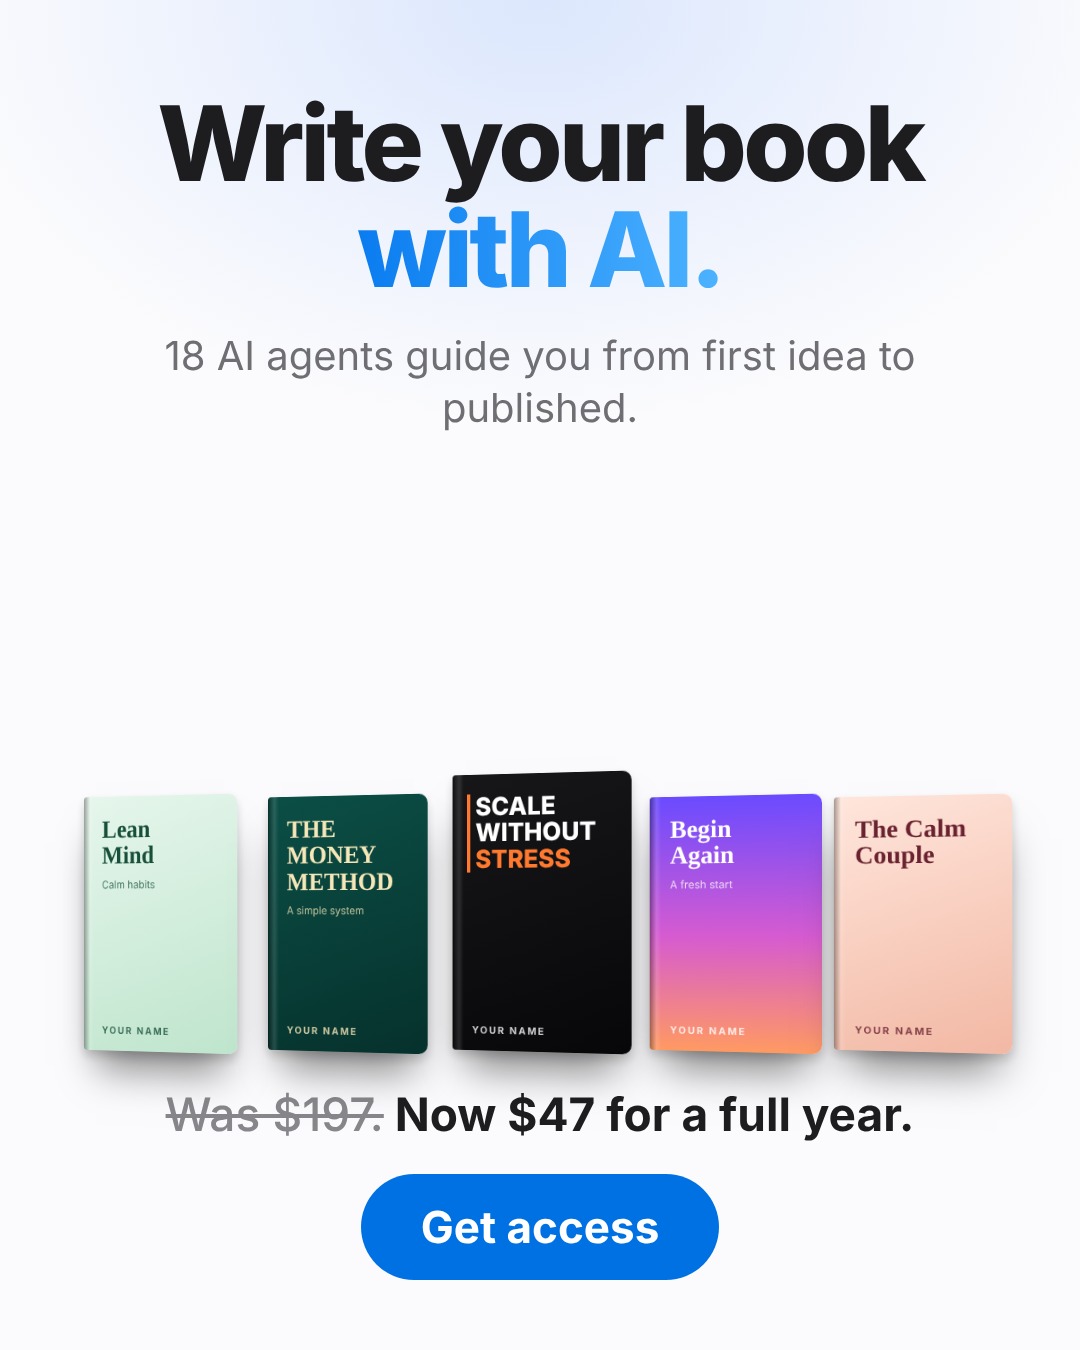 Write your book
with AI.
18 AI agents guide you from first idea to
published.
Lean
Mind
Calm habits
YOUR NAME
THE
MONEY
METHOD
A simple system
YOUR NAME
SCALE
WITHOUT
STRESS
YOUR NAME
Begin
Again
A fresh start
YOUR NAME
The Calm
Couple
YOUR NAME
Was $197. Now $47 for a full year.
Get access